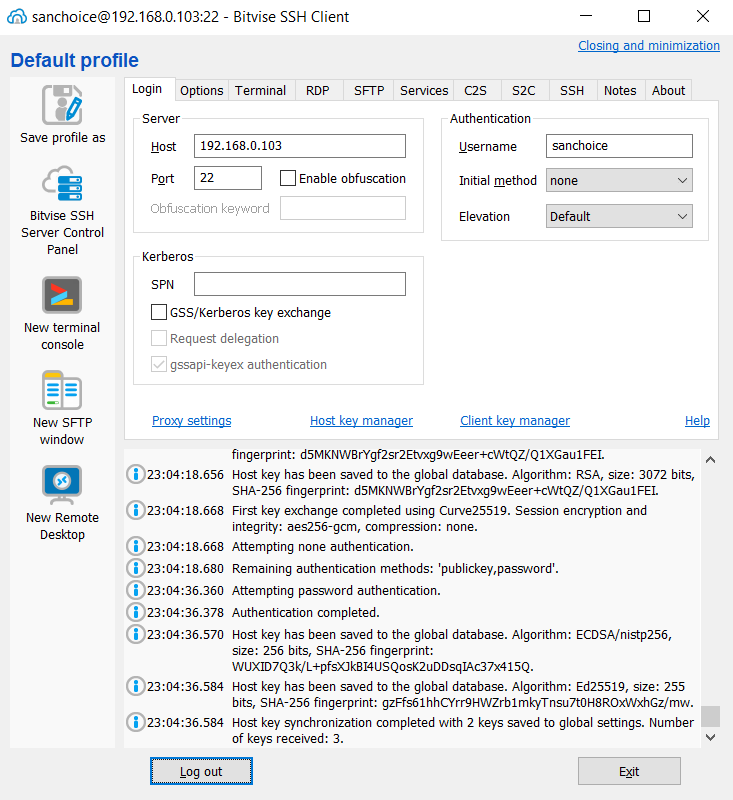 sanchoice@192.168.0.103:22 - Bitvise SSH Client
Closing and minimization
Default profile
Save profile as
Bitvise SSH
Server Control
Panel
New terminal
console
New SFTP
window
New Remote
Desktop
Login Options Terminal RDP SFTP Services C2S S2C SSH Notes About
Server
Host 192.168.0.103
Port 22 Enable obfuscation
Obfuscation keyword
Authentication
Username sanchoice
Initial method none
Elevation Default
Kerberos
SPN
GSS/Kerberos key exchange
Request delegation
gssapi-keyex authentication
Proxy settings Host key manager Client key manager Help
fingerprint: d5MKNWBrYgf2sr2Etvxg9wEeer+cWtQZ/Q1XGau1FEI.
23:04:18.656 Host key has been saved to the global database. Algorithm: RSA, size: 3072 bits,
SHA-256 fingerprint: d5MKNWBrYgf2sr2Etvxg9wEeer+cWtQZ/Q1XGau1FEI.
23:04:18.668 First key exchange completed using Curve25519. Session encryption and
integrity: aes256-gcm, compression: none.
23:04:18.668 Attempting none authentication.
23:04:18.680 Remaining authentication methods: 'publickey,password'.
23:04:36.360 Attempting password authentication.
23:04:36.378 Authentication completed.
23:04:36.570 Host key has been saved to the global database. Algorithm: ECDSA/nistp256,
size: 256 bits, SHA-256 fingerprint:
WUXID7Q3k/L+pfsXJkBI4USQosK2uDDsqIAc37x415Q.
23:04:36.584 Host key has been saved to the global database. Algorithm: Ed25519, size: 255
bits, SHA-256 fingerprint: gzFfs61hhCYrr9HWZrb1mkyTnsu7t0H8ROxWxhGz/mw.
23:04:36.584 Host key synchronization completed with 2 keys saved to global settings. Number
of keys received: 3.
Log out Exit